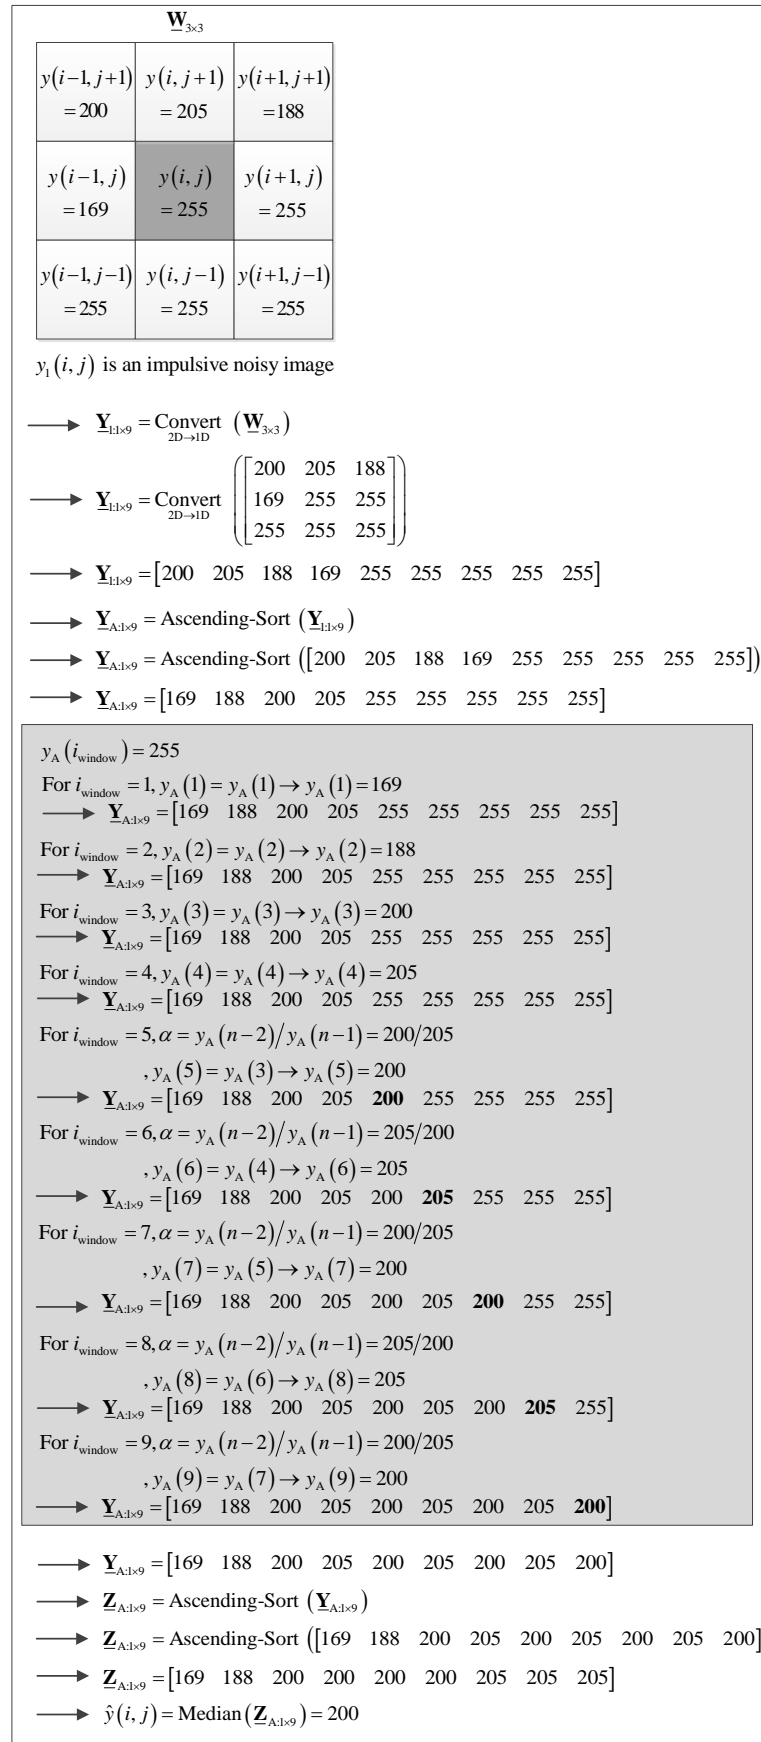 W3×3
y(i−1, j+1) y(i, j+1) y(i+1, j+1)
=200 =205 =188
y(i−1, j) y(i, j) y(i+1, j)
=169 =255 =255
y(i−1, j−1) y(i, j−1) y(i+1, j−1)
=255 =255 =255
y1(i, j) is an impulsive noisy image
→ Y1:1×9 = Convert (W3×3)
2D→1D
→ Y1:1×9 = Convert ([200 205 188
169 255 255
255 255 255])
2D→1D
→ Y1:1×9 = [200 205 188 169 255 255 255 255 255]
→ YA:1×9 = Ascending-Sort (Y1:1×9)
→ YA:1×9 = Ascending-Sort ([200 205 188 169 255 255 255 255 255])
→ YA:1×9 = [169 188 200 205 255 255 255 255 255]
yA(iwindow) = 255
For iwindow = 1, yA(1) = yA(1) → yA(1) = 169
→ YA:1×9 = [169 188 200 205 255 255 255 255 255]
For iwindow = 2, yA(2) = yA(2) → yA(2) = 188
→ YA:1×9 = [169 188 200 205 255 255 255 255 255]
For iwindow = 3, yA(3) = yA(3) → yA(3) = 200
→ YA:1×9 = [169 188 200 205 255 255 255 255 255]
For iwindow = 4, yA(4) = yA(4) → yA(4) = 205
→ YA:1×9 = [169 188 200 205 255 255 255 255 255]
For iwindow = 5, α = yA(n−2)/yA(n−1) = 200/205
, yA(5) = yA(3) → yA(5) = 200
→ YA:1×9 = [169 188 200 205 200 255 255 255 255]
For iwindow = 6, α = yA(n−2)/yA(n−1) = 205/200
, yA(6) = yA(4) → yA(6) = 205
→ YA:1×9 = [169 188 200 205 200 205 255 255 255]
For iwindow = 7, α = yA(n−2)/yA(n−1) = 200/205
, yA(7) = yA(5) → yA(7) = 200
→ YA:1×9 = [169 188 200 205 200 205 200 255 255]
For iwindow = 8, α = yA(n−2)/yA(n−1) = 205/200
, yA(8) = yA(6) → yA(8) = 205
→ YA:1×9 = [169 188 200 205 200 205 200 205 255]
For iwindow = 9, α = yA(n−2)/yA(n−1) = 200/205
, yA(9) = yA(7) → yA(9) = 200
→ YA:1×9 = [169 188 200 205 200 205 200 205 200]
→ YA:1×9 = [169 188 200 205 200 205 200 205 200]
→ ZA:1×9 = Ascending-Sort (YA:1×9)
→ ZA:1×9 = Ascending-Sort ([169 188 200 205 200 205 200 205 200]
→ ZA:1×9 = [169 188 200 200 200 200 205 205 205]
→ ŷ(i, j) = Median(ZA:1×9) = 200